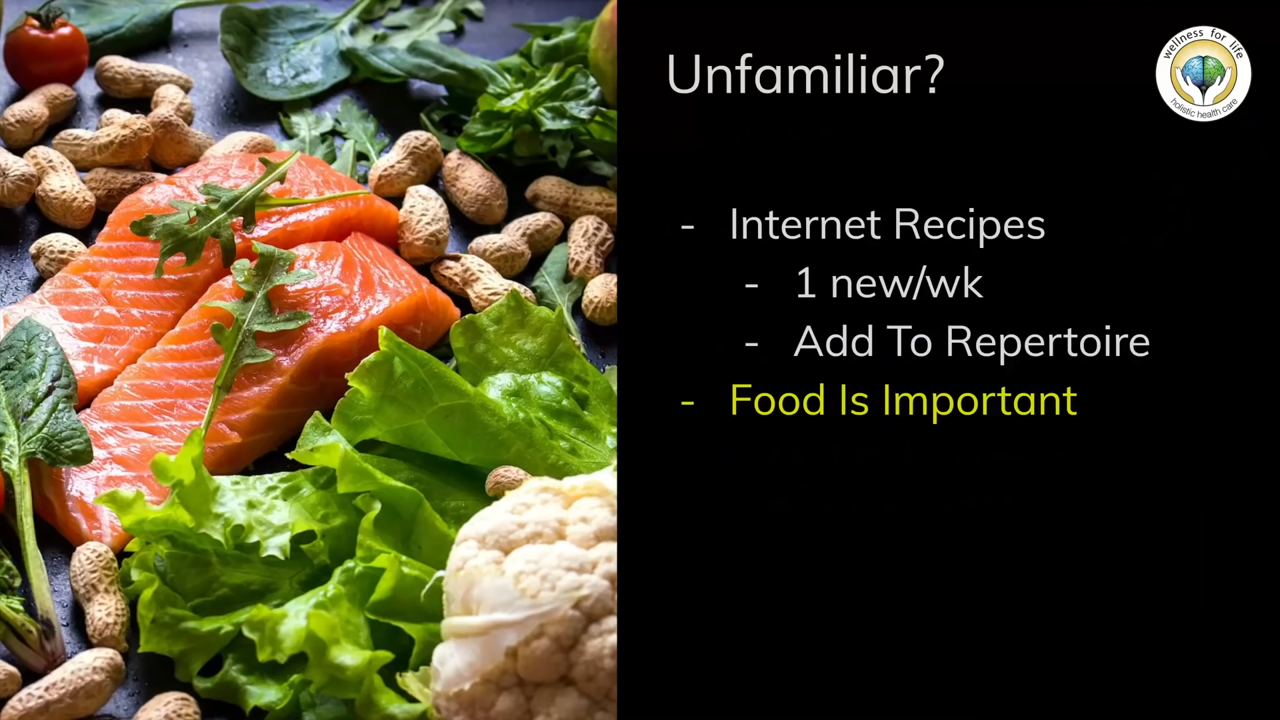 Unfamiliar?
wellness for life
holistic health care
- Internet Recipes
- 1 new/wk
- Add To Repertoire
- Food Is Important